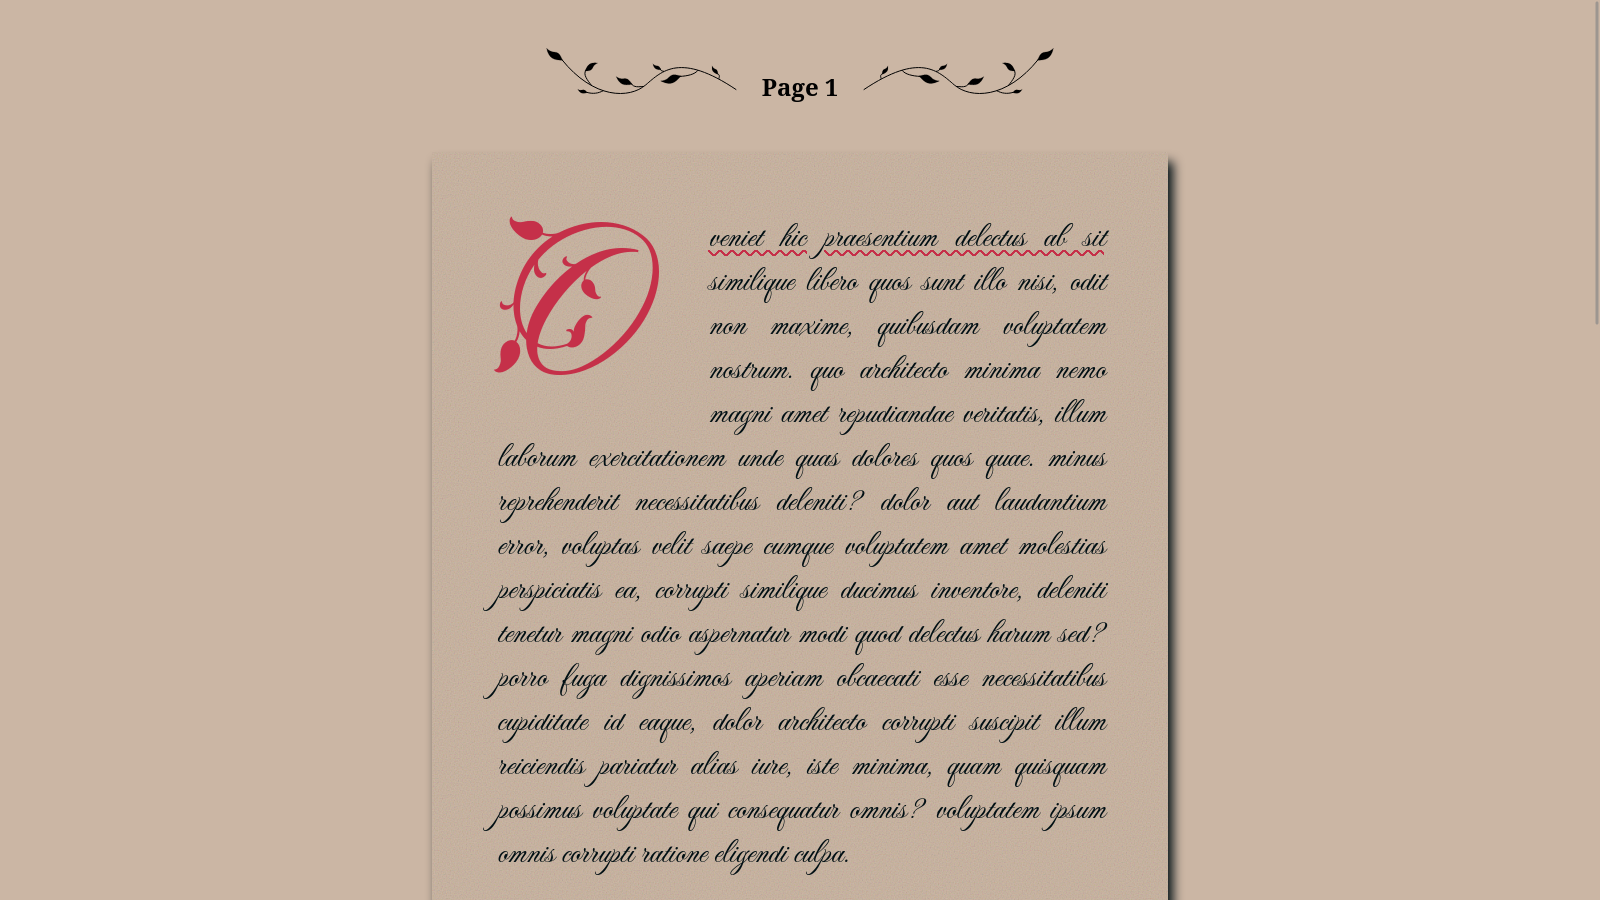 Page 1
Oveniet hic praesentium delectus ab sit
similique libero quos sunt illo nisi, odit
non maxime, quibusdam voluptatem
nostrum. quo architecto minima nemo
magni amet repudiandae veritatis, illum
laborum exercitationem unde quas dolores quos quae. minus
reprehenderit necessitatibus deleniti? dolor aut laudantium
error, voluptas velit saepe cumque voluptatem amet molestias
perspiciatis ea, corrupti similique ducimus inventore, deleniti
tenetur magni odio aspernatur modi quod delectus harum sed?
porro fuga dignissimos aperiam obcaecati esse necessitatibus
cupiditate id eaque, dolor architecto corrupti suscipit illum
reiciendis pariatur alias iure, iste minima, quam quisquam
possimus voluptate qui consequatur omnis? voluptatem ipsum
omnis corrupti ratione eligendi culpa.